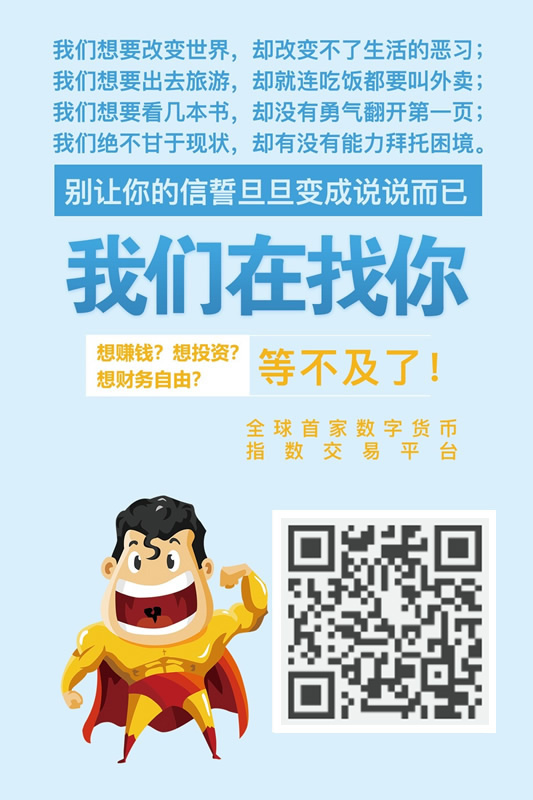 我们想要改变世界，却改变不了生活的恶习；
我们想要出去旅游，却就连吃饭都要叫外卖；
我们想要看几本书，却没有勇气翻开第一页；
我们绝不甘于现状，却有没有能力拜托困境。
别让你的信誓旦旦变成说说而已
我们在找你
想赚钱？想投资？
想财务自由？
等不及了！
全球首家数字货币
指数交易平台